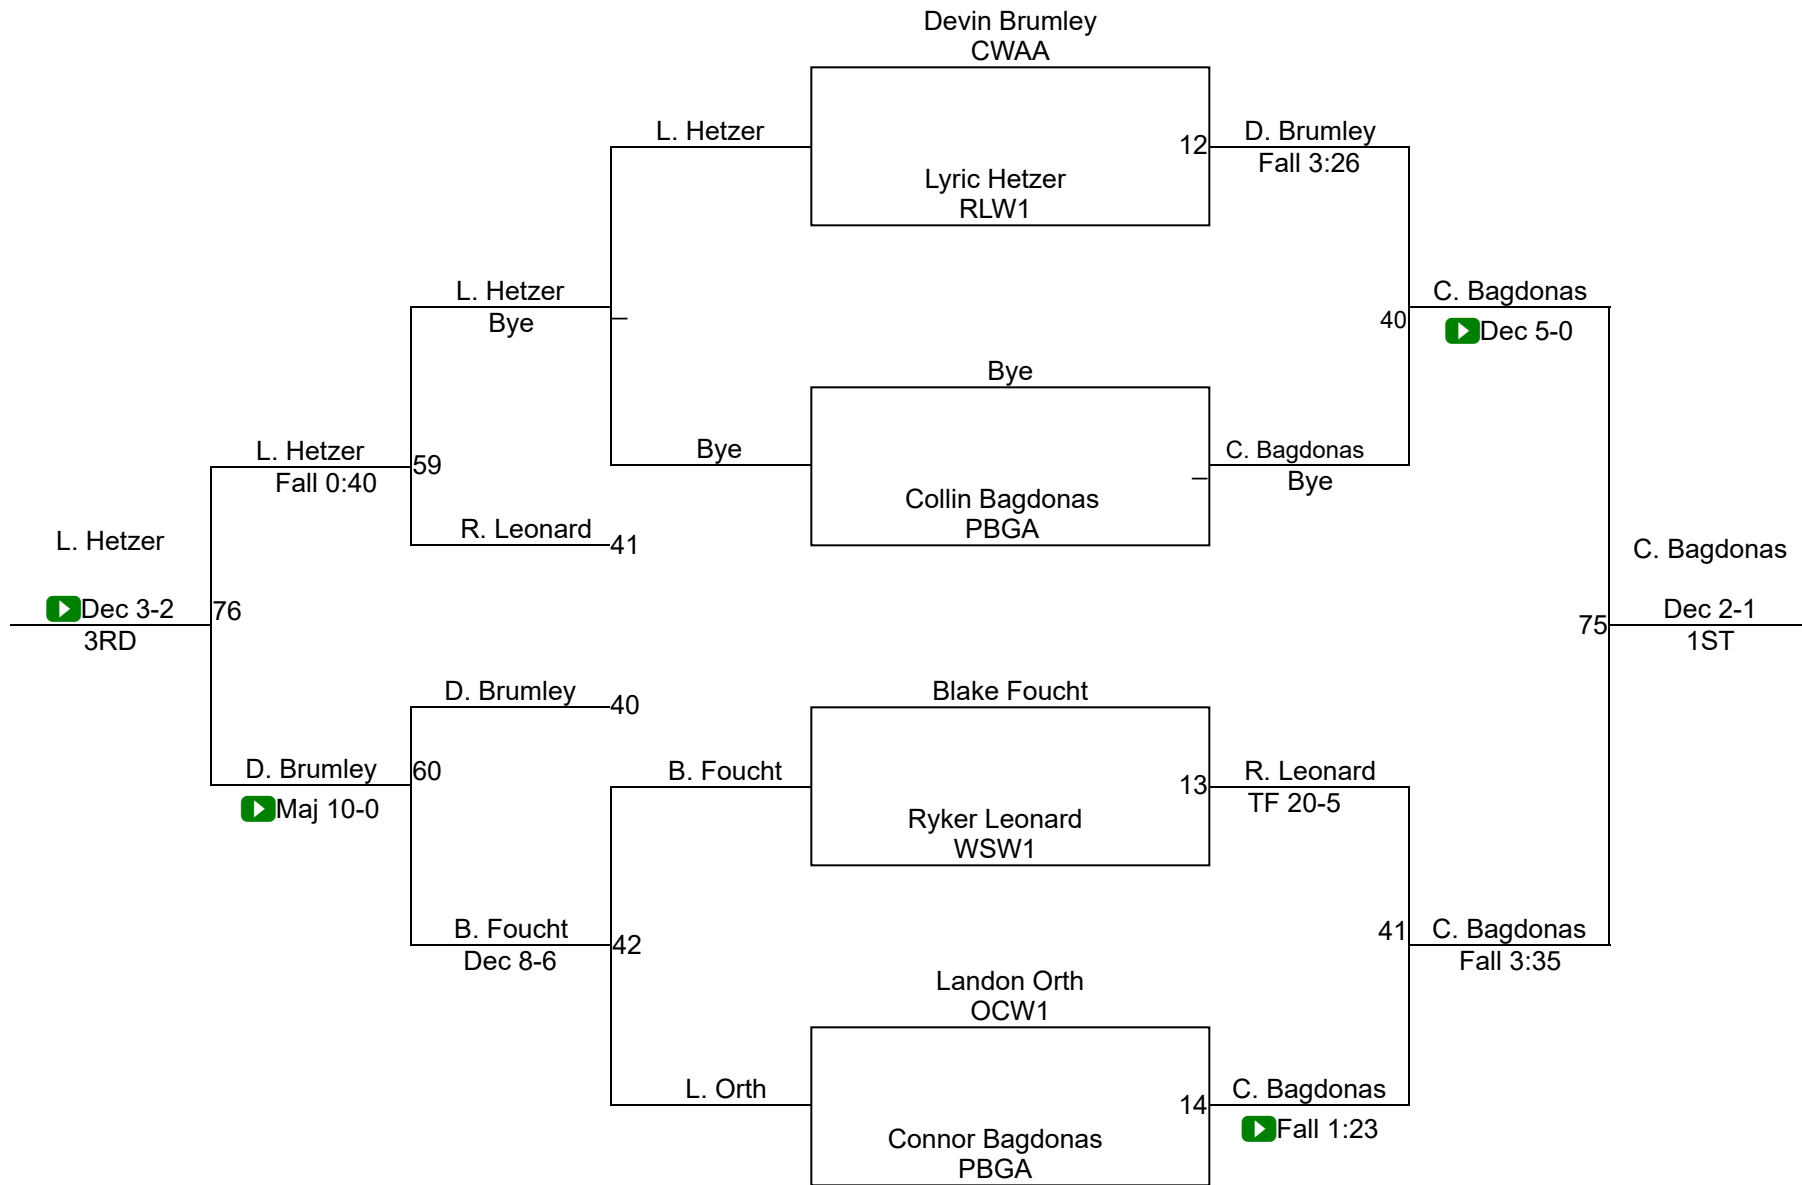 Devin Brumley
CWAA
L. Hetzer
12
D. Brumley
Fall 3:26
Lyric Hetzer
RLW1
L. Hetzer
Bye
C. Bagdonas
40
Dec 5-0
Bye
L. Hetzer
Fall 0:40
59
Bye
C. Bagdonas
Bye
Collin Bagdonas
PBGA
R. Leonard
41
L. Hetzer
C. Bagdonas
Dec 3-2
3RD
76
75
Dec 2-1
1ST
D. Brumley
40
Blake Foucht
D. Brumley
60
Maj 10-0
B. Foucht
13
R. Leonard
TF 20-5
Ryker Leonard
WSW1
B. Foucht
Dec 8-6
42
41
C. Bagdonas
Fall 3:35
Landon Orth
OCW1
L. Orth
14
C. Bagdonas
Fall 1:23
Connor Bagdonas
PBGA